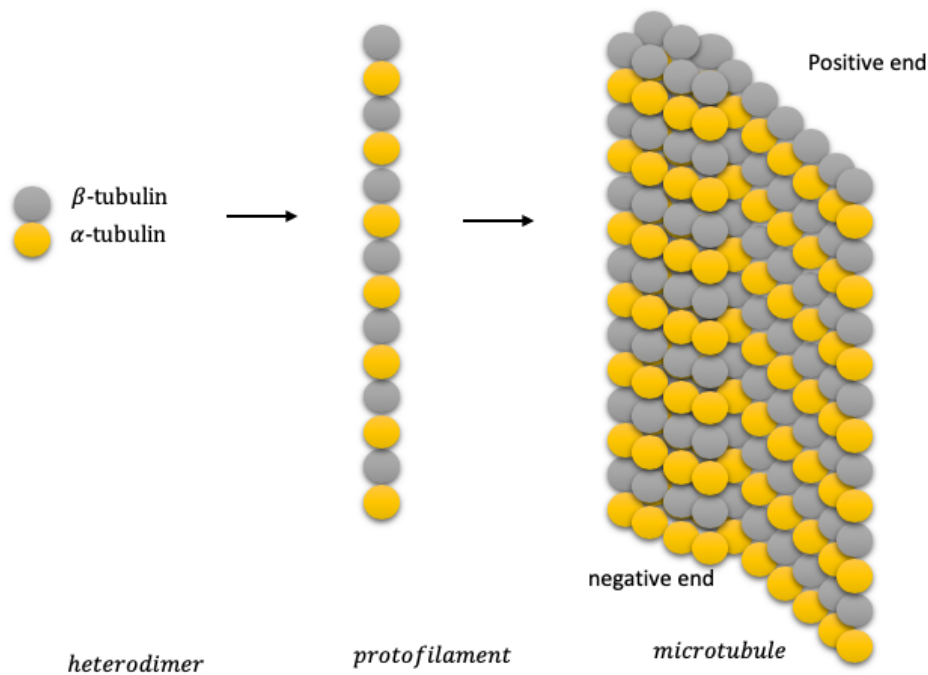 Positive end
β-tubulin
α-tubulin
negative end
heterodimer
protofilament
microtubule